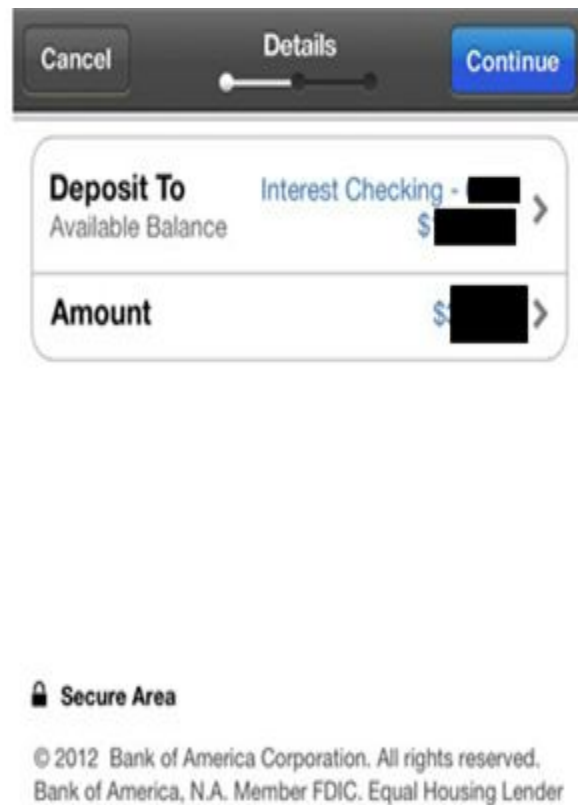 Cancel
Details
Continue
Deposit To
Interest Checking -
Available Balance
$
Amount
$
Secure Area
© 2012 Bank of America Corporation. All rights reserved.
Bank of America, N.A. Member FDIC. Equal Housing Lender